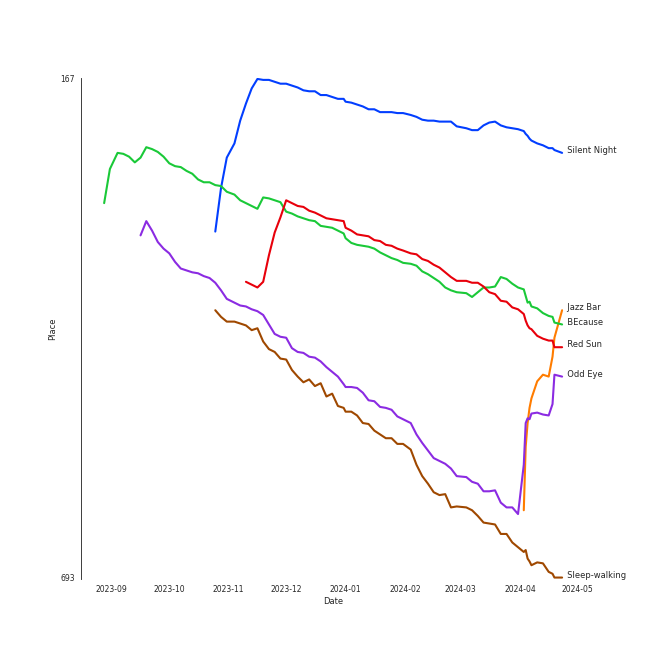 167
Silent Night
Jazz Bar
BEcause
Place
Red Sun
Odd Eye
Sleep-walking
693
2023-09 2023-10 2023-11 2023-12 2024-01 2024-02 2024-03 2024-04 2024-05
Date